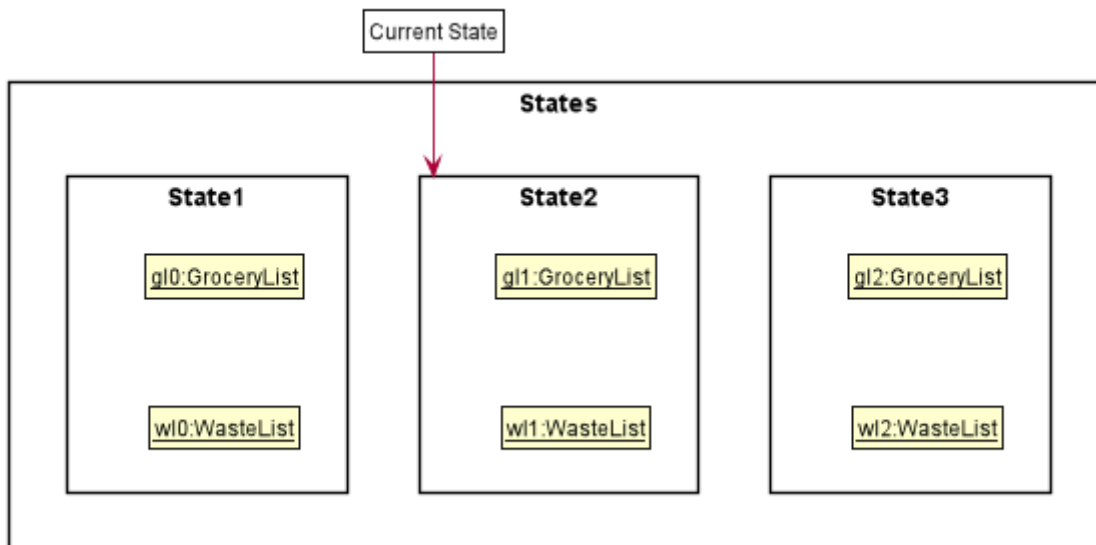 Current State
States
State1
State2
State3
gl0:GroceryList
gl1:GroceryList
gl2:GroceryList
wl0:WasteList
wl1:WasteList
wl2:WasteList